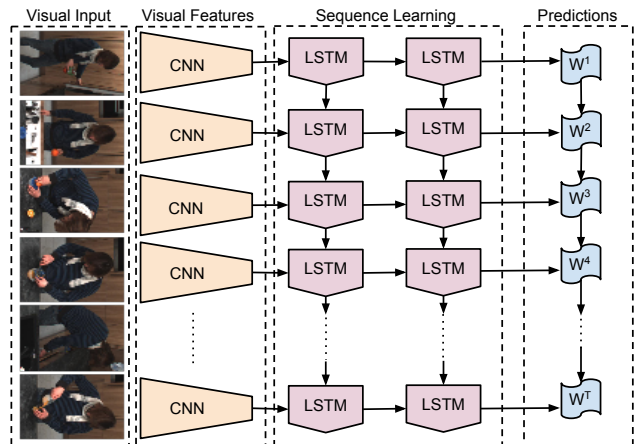 Visual Input Visual Features Sequence Learning Predictions
CNN LSTM LSTM W¹
CNN LSTM LSTM W²
CNN LSTM LSTM W³
CNN LSTM LSTM W⁴
CNN LSTM LSTM Wᵀ